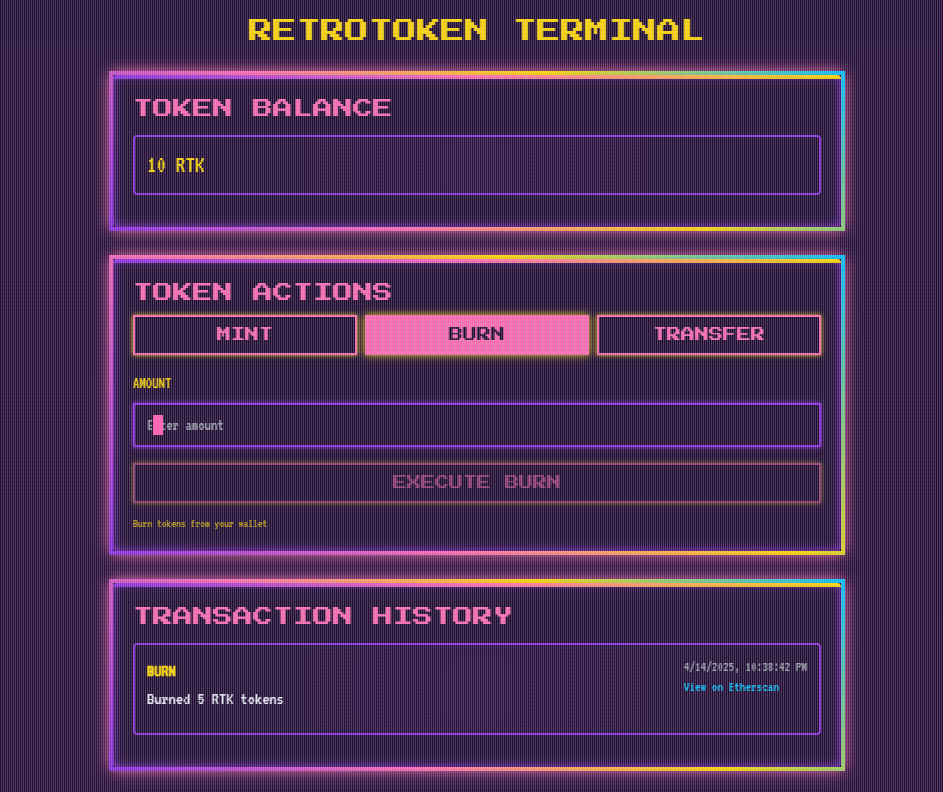 RETROTOKEN TERMINAL
TOKEN BALANCE
10 RTK
TOKEN ACTIONS
MINT BURN TRANSFER
AMOUNT
Enter amount
EXECUTE BURN
Burn tokens from your wallet
TRANSACTION HISTORY
BURN
4/14/2025, 10:38:42 PM
View on Etherscan
Burned 5 RTK tokens